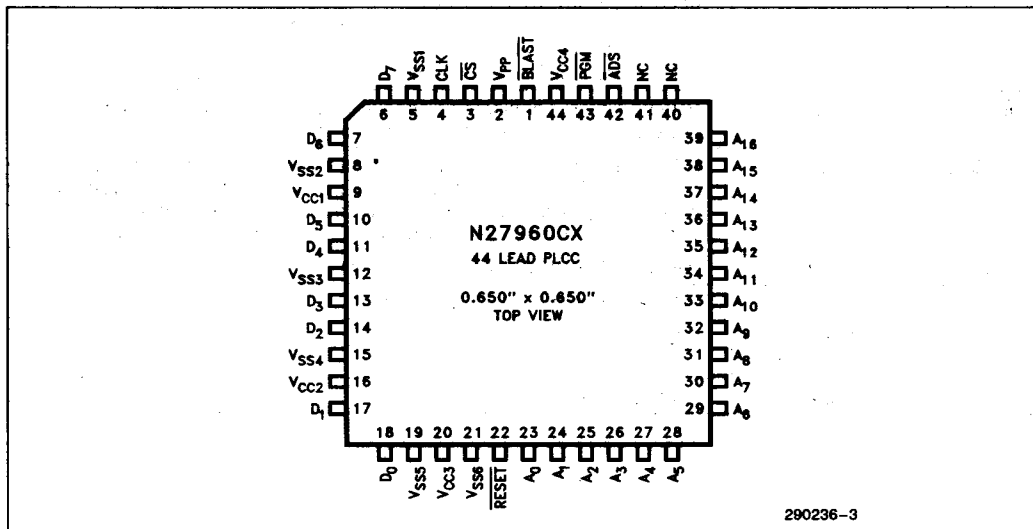 D7 VSS1 CLK CS VPP BLAST VCC4 PGM ADS NC NC
6 5 4 3 2 1 44 43 42 41 40
D6 7
VSS2 8
VCC1 9
D5 10
D4 11
VSS3 12
D3 13
D2 14
VSS4 15
VCC2 16
D1 17
N27960CX
44 LEAD PLCC
0.650" x 0.650"
TOP VIEW
39 A16
38 A15
37 A14
36 A13
35 A12
34 A11
33 A10
32 A9
31 A8
30 A7
29 A6
18 19 20 21 22 23 24 25 26 27 28
D0 VSS5 VCC3 VSS6 RESET A0 A1 A2 A3 A4 A5
290236-3